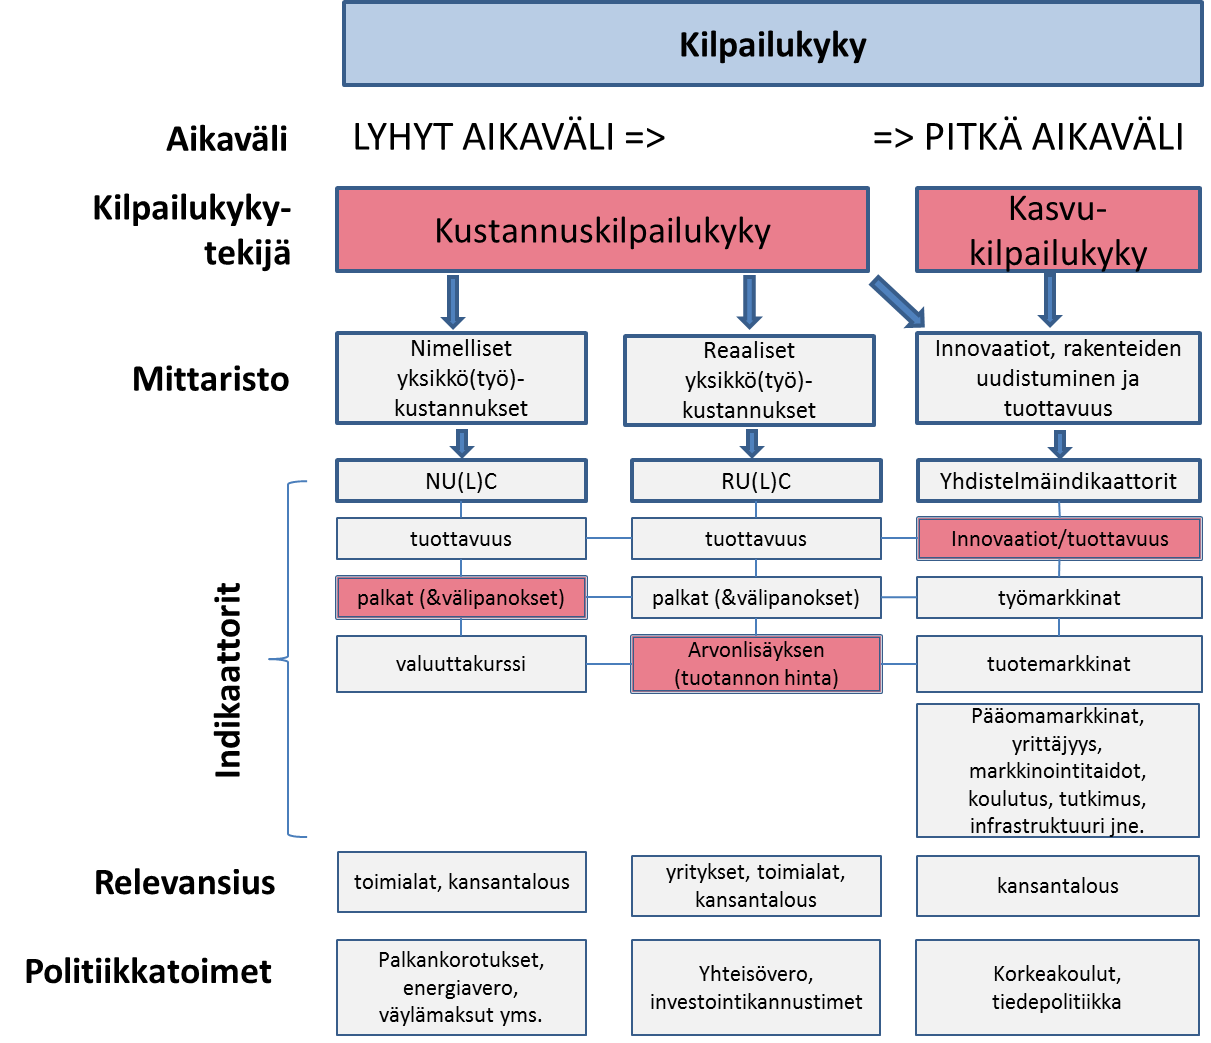 Kilpailukyky
Aikaväli
LYHYT AIKAVÄLI =>
=> PITKÄ AIKAVÄLI
Kilpailukyky-
tekijä
Kustannuskilpailukyky
Kasvu-
kilpailukyky
Mittaristo
Nimelliset
yksikkö(työ)-
kustannukset
Reaaliset
yksikkö(työ)-
kustannukset
Innovaatiot, rakenteiden
uudistuminen ja
tuottavuus
Indikaattorit
NU(L)C
RU(L)C
Yhdistelmäindikaattorit
tuottavuus
tuottavuus
Innovaatiot/tuottavuus
palkat (&välipanokset)
palkat (&välipanokset)
työmarkkinat
valuuttakurssi
Arvonlisäyksen
(tuotannon hinta)
tuotemarkkinat
Pääomamarkkinat,
yrittäjyys,
markkinointitaidot,
koulutus, tutkimus,
infrastruktuuri jne.
Relevansius
toimialat, kansantalous
yritykset, toimialat,
kansantalous
kansantalous
Politiikkatoimet
Palkankorotukset,
energiavero,
väylämaksut yms.
Yhteisövero,
investointikannustimet
Korkeakoulut,
tiedepolitiikka